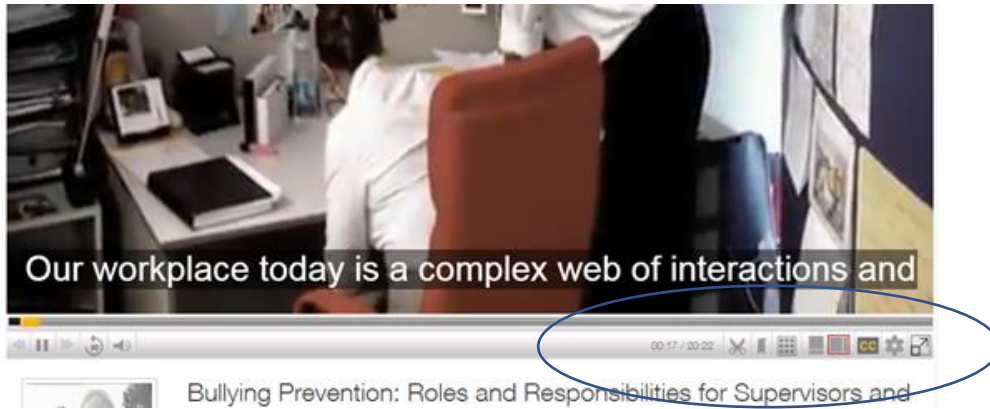 Our workplace today is a complex web of interactions and
30
00:17 / 20:22
CC
Bullying Prevention: Roles and Responsibilities for Supervisors and